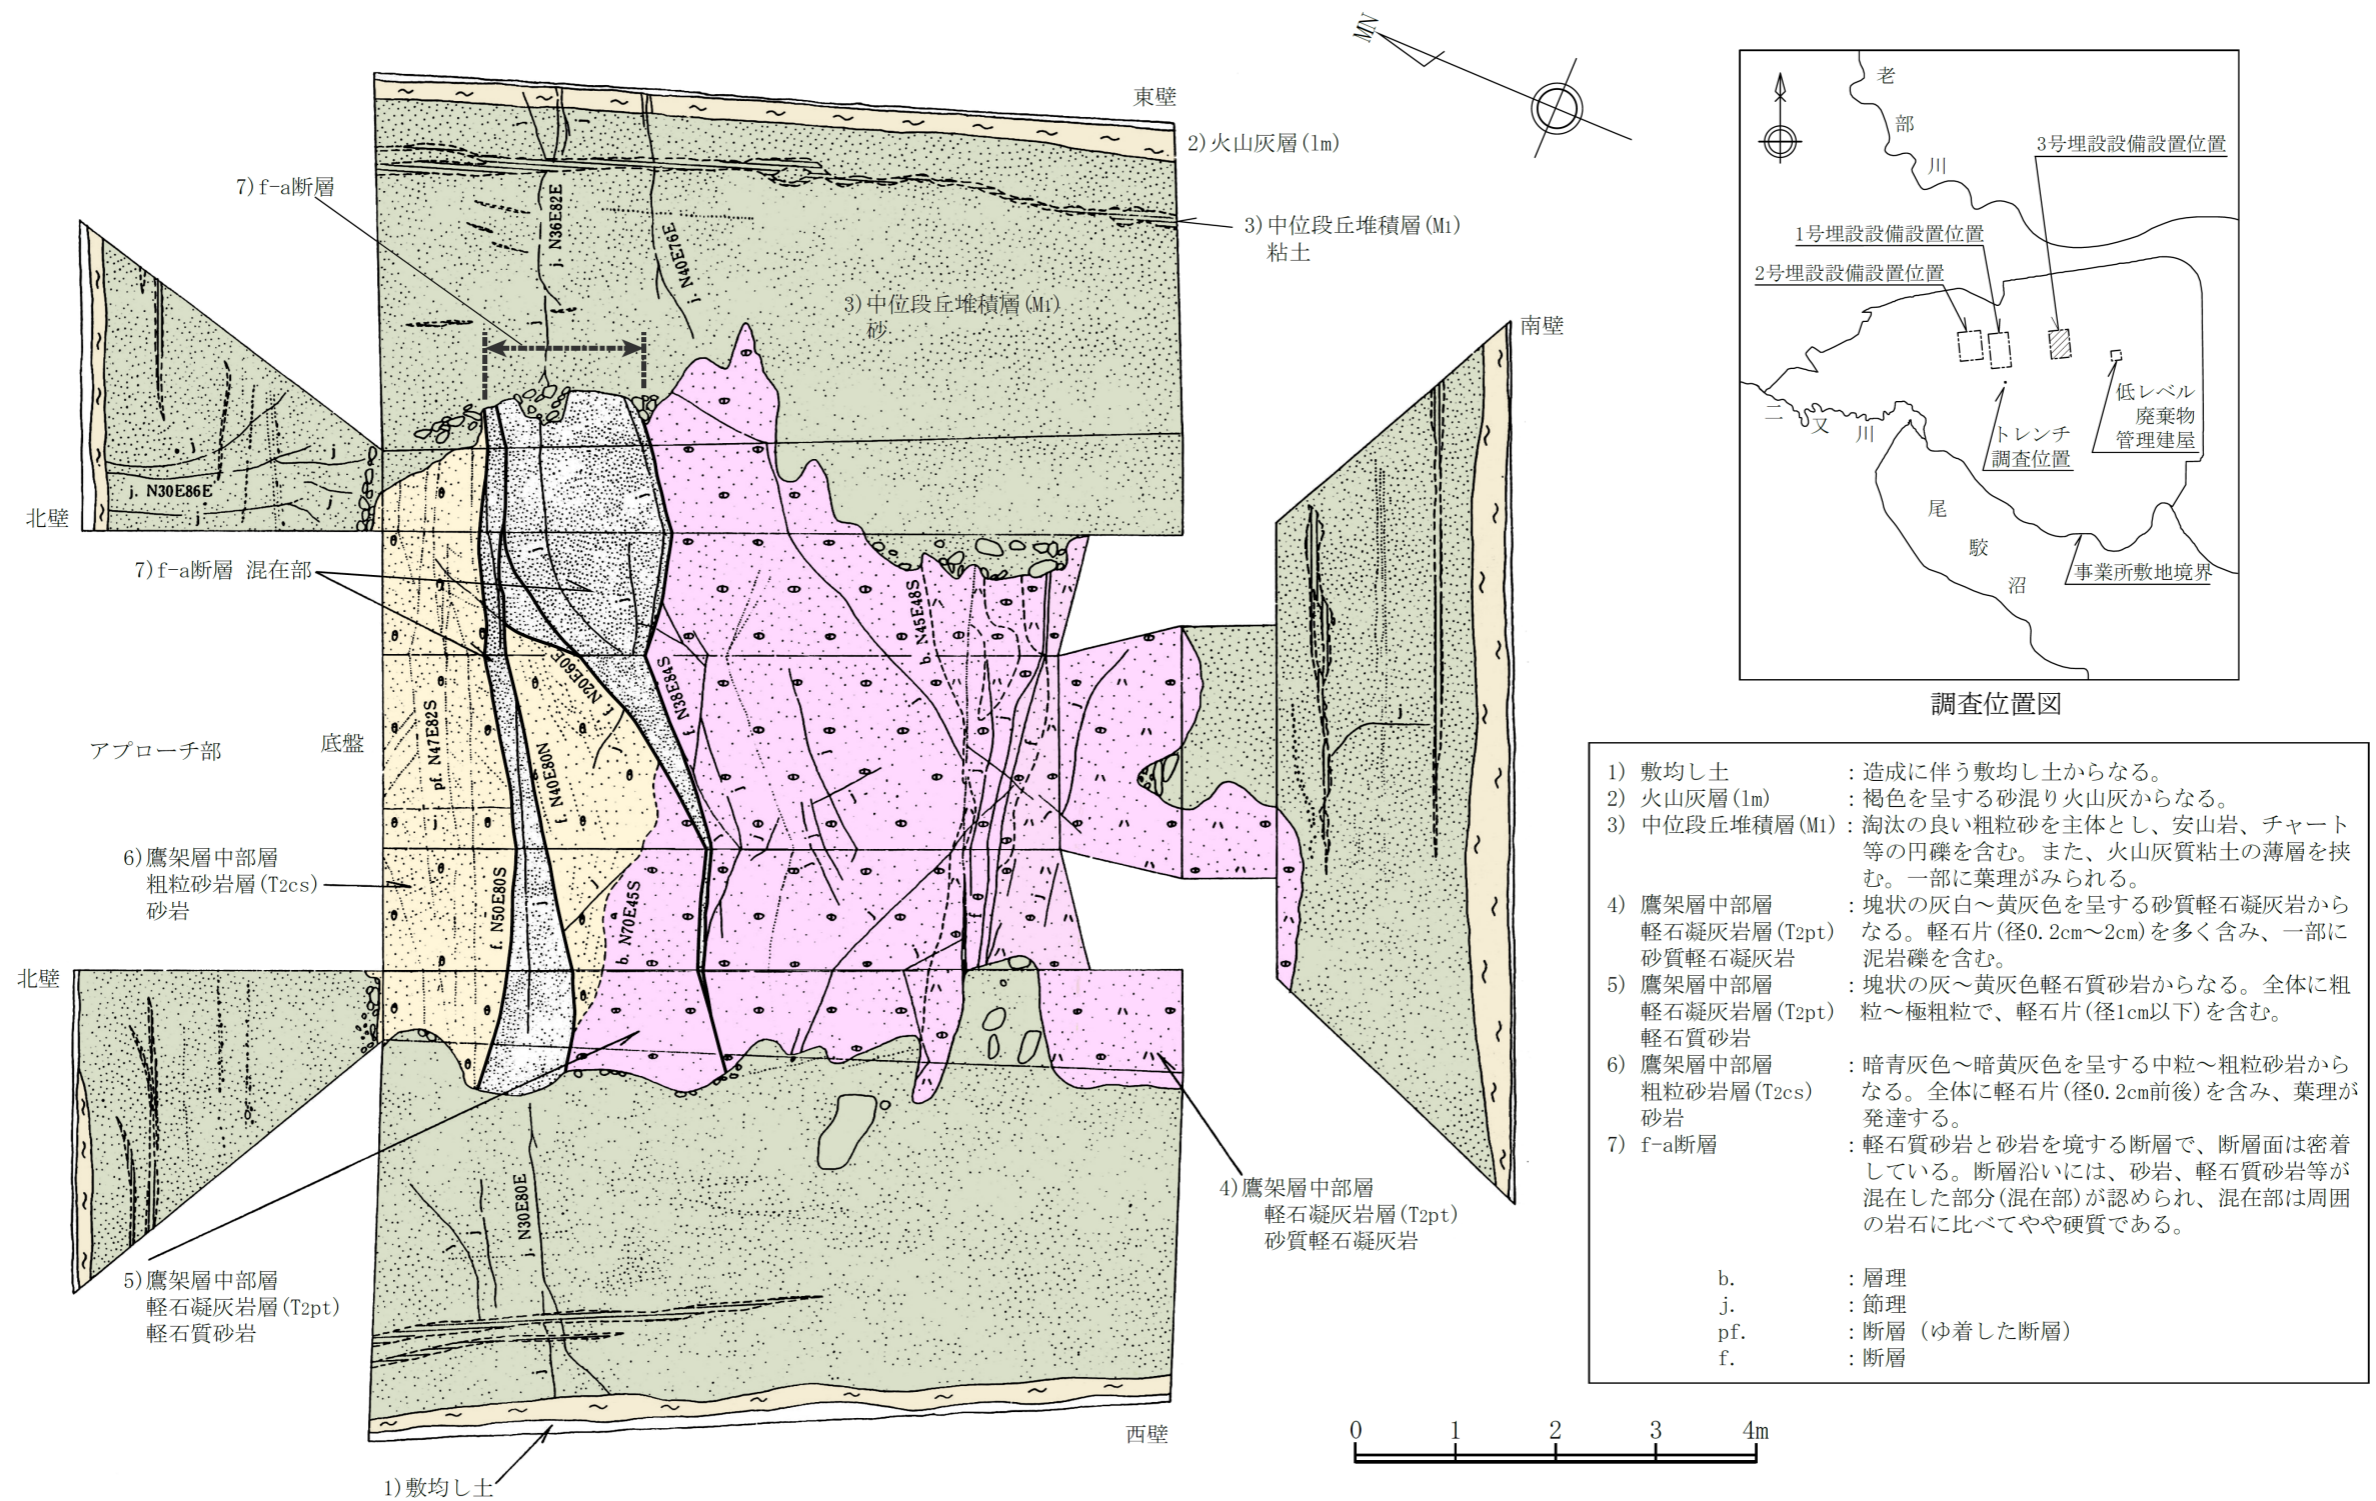 東壁
2)火山灰層(lm)
7)f-a断層
3)中位段丘堆積層(M1)
粘土
j. N36E82E
j. N40E76E
3)中位段丘堆積層(M1)
砂
南壁
j
j
j
j. N30E86E
北壁
7)f-a断層 混在部
b. N45E48S
f. N20E60E
f. N38E84S
pf. N47E82S
f. N40E80N
アプローチ部
底盤
6)鷹架層中部層
粗粒砂岩層(T2cs)
砂岩
f. N50E80S
b. N70E45S
北壁
j. N30E80E
4)鷹架層中部層
軽石凝灰岩層(T2pt)
砂質軽石凝灰岩
5)鷹架層中部層
軽石凝灰岩層(T2pt)
軽石質砂岩
西壁
1)敷均し土
0 1 2 3 4m
MN
老
部
川
3号埋設設備設置位置
1号埋設設備設置位置
2号埋設設備設置位置
低レベル
廃棄物
管理建屋
二
又
川
トレンチ
調査位置
尾
駮
沼
事業所敷地境界
調査位置図
1) 敷均し土 :造成に伴う敷均し土からなる。
2) 火山灰層(lm) :褐色を呈する砂混り火山灰からなる。
3) 中位段丘堆積層(M1):淘汰の良い粗粒砂を主体とし、安山岩、チャート
等の円礫を含む。また、火山灰質粘土の薄層を挟
む。一部に葉理がみられる。
4) 鷹架層中部層 :塊状の灰白～黄灰色を呈する砂質軽石凝灰岩から
軽石凝灰岩層(T2pt) なる。軽石片(径0.2cm～2cm)を多く含み、一部に
砂質軽石凝灰岩 泥岩礫を含む。
5) 鷹架層中部層 :塊状の灰～黄灰色軽石質砂岩からなる。全体に粗
軽石凝灰岩層(T2pt) 粒～極粗粒で、軽石片(径1cm以下)を含む。
軽石質砂岩
6) 鷹架層中部層 :暗青灰色～暗黄灰色を呈する中粒～粗粒砂岩から
粗粒砂岩層(T2cs) なる。全体に軽石片(径0.2cm前後)を含み、葉理が
砂岩 発達する。
7) f-a断層 :軽石質砂岩と砂岩を境する断層で、断層面は密着
している。断層沿いには、砂岩、軽石質砂岩等が
混在した部分(混在部)が認められ、混在部は周囲
の岩石に比べてやや硬質である。
b. :層理
j. :節理
pf. :断層（ゆ着した断層）
f. :断層